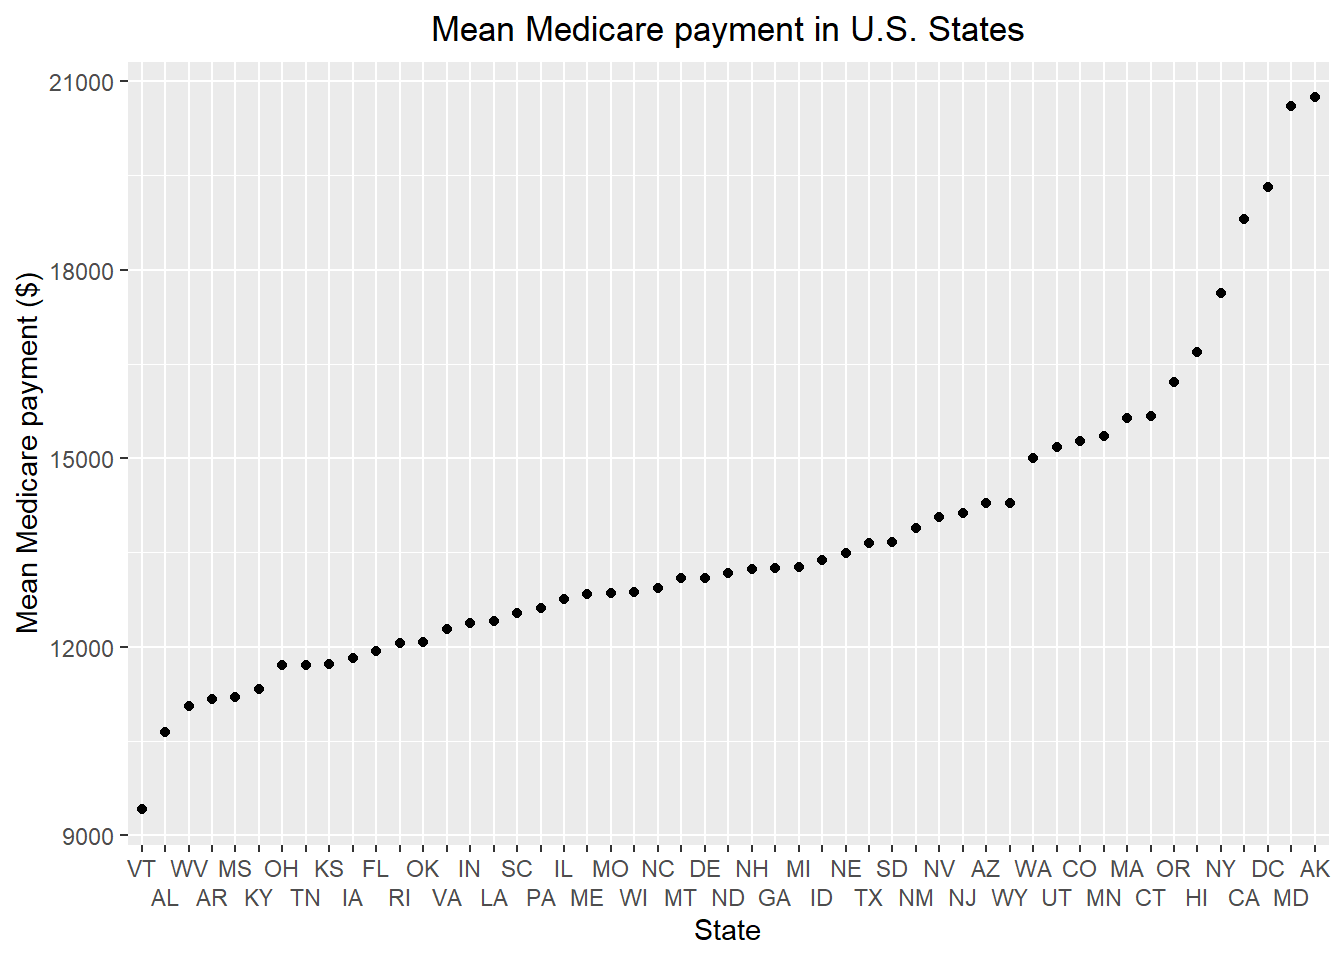 Mean Medicare payment in U.S. States
Mean Medicare payment ($)
21000
18000
15000
12000
9000
VT WV MS OH KS FL OK IN SC IL MO NC DE NH MI NE SD NV AZ WA CO MA OR NY DC AK
AL AR KY TN IA RI VA LA PA ME WI MT ND GA ID TX NM NJ WY UT MN CT HI CA MD
State